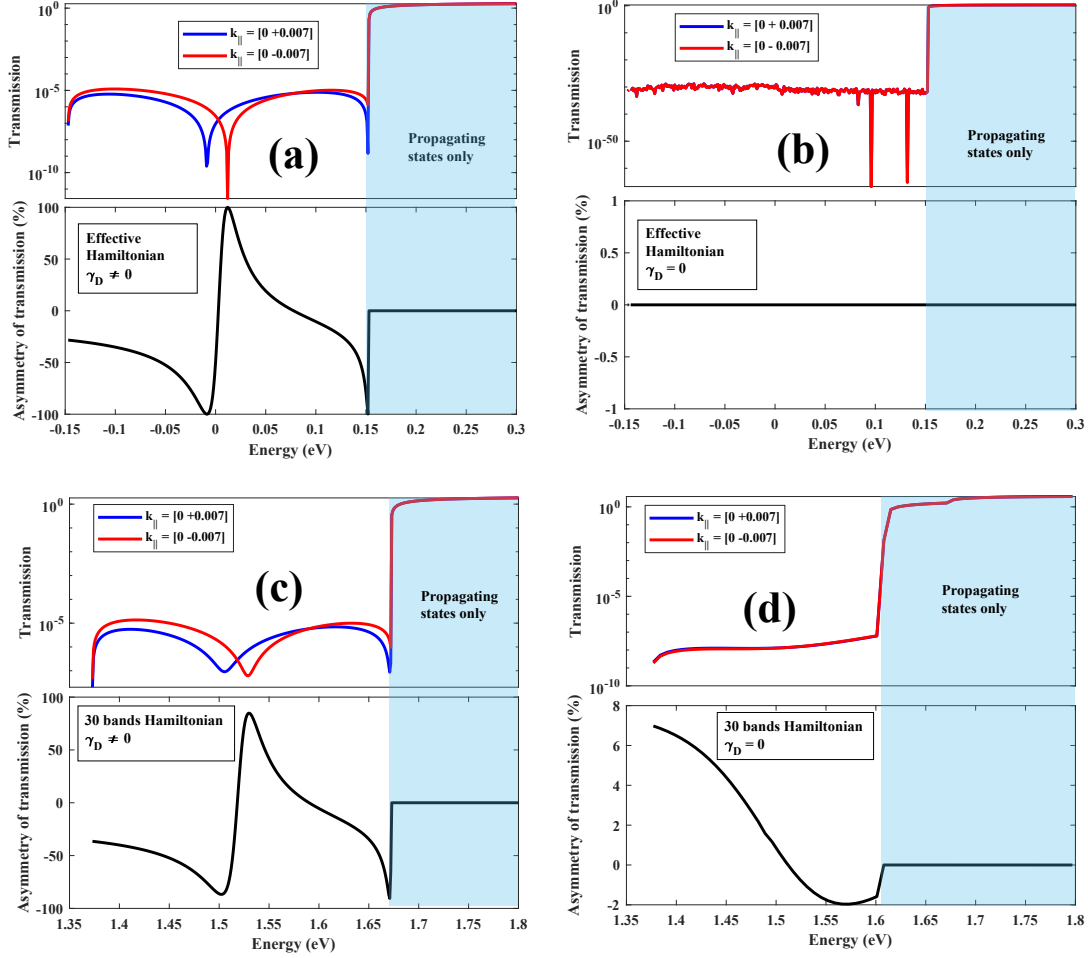 Transmission
10^0
10^-5
10^-10
k_|| = [0 +0.007]
k_|| = [0 -0.007]
(a)
Propagating
states only
Asymmetry of transmission (%)
100
50
0
-50
-100
Effective
Hamiltonian
γ_D ≠ 0
-0.15 -0.1 -0.05 0 0.05 0.1 0.15 0.2 0.25 0.3
Energy (eV)
Transmission
10^0
10^-50
k_|| = [0 + 0.007]
k_|| = [0 - 0.007]
(b)
Propagating
states only
Asymmetry of transmission (%)
1
0.5
0
-0.5
-1
Effective
Hamiltonian
γ_D = 0
-0.15 -0.1 -0.05 0 0.05 0.1 0.15 0.2 0.25 0.3
Energy (eV)
Transmission
10^0
10^-5
k_|| = [0 +0.007]
k_|| = [0 -0.007]
(c)
Propagating
states only
Asymmetry of transmission (%)
100
50
0
-50
-100
30 bands Hamiltonian
γ_D ≠ 0
1.35 1.4 1.45 1.5 1.55 1.6 1.65 1.7 1.75 1.8
Energy (eV)
Transmission
10^0
10^-5
10^-10
k_|| = [0 +0.007]
k_|| = [0 -0.007]
(d)
Propagating
states only
Asymmetry of transmission (%)
8
6
4
2
0
-2
30 bands Hamiltonian
γ_D = 0
1.35 1.4 1.45 1.5 1.55 1.6 1.65 1.7 1.75 1.8
Energy (eV)